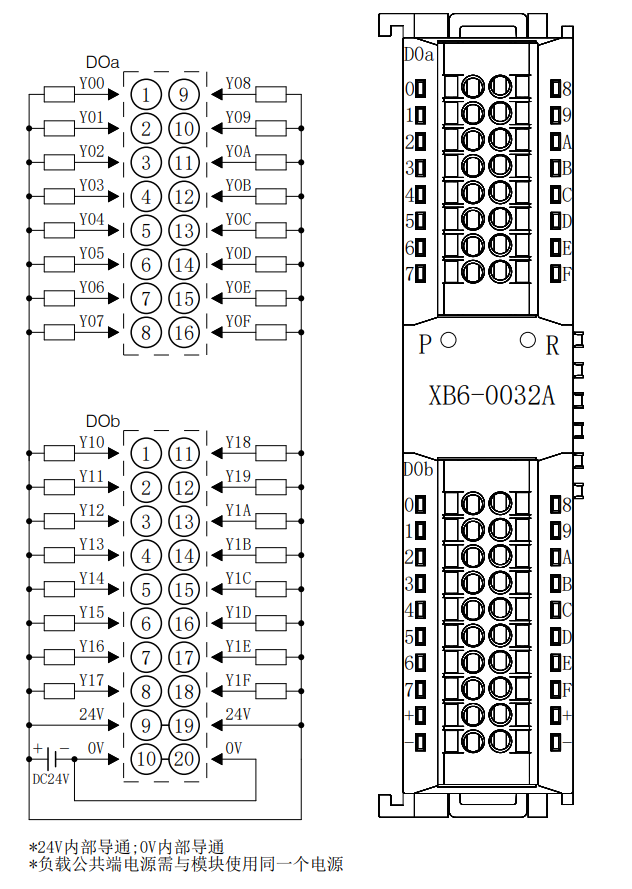 DOa
Y00 1 9 Y08
Y01 2 10 Y09
Y02 3 11 Y0A
Y03 4 12 Y0B
Y04 5 13 Y0C
Y05 6 14 Y0D
Y06 7 15 Y0E
Y07 8 16 Y0F
DOb
Y10 1 11 Y18
Y11 2 12 Y19
Y12 3 13 Y1A
Y13 4 14 Y1B
Y14 5 15 Y1C
Y15 6 16 Y1D
Y16 7 17 Y1E
Y17 8 18 Y1F
24V 9 19 24V
+ − 0V 10 20 0V
DC24V
*24V内部导通;0V内部导通
*负载公共端电源需与模块使用同一个电源
DOa
0 8
1 9
2 A
3 B
4 C
5 D
6 E
7 F
P R
XB6-0032A
DOb
0 8
1 9
2 A
3 B
4 C
5 D
6 E
7 F
+ +
- -